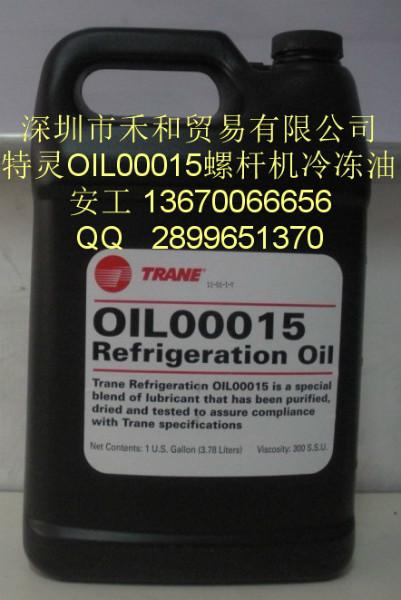 深圳市禾和贸易有限公司
特灵OIL00015螺杆机冷冻油
安工 13670066656
QQ 2899651370
TRANE®
OIL00015
Refrigeration Oil
Trane Refrigeration OIL00015 is a special
blend of lubricant that has been purified,
dried and tested to assure compliance
with Trane specifications
Net Contents: 1 U.S. Gallon (3.78 Liters) Viscosity: 300 S.S.U.